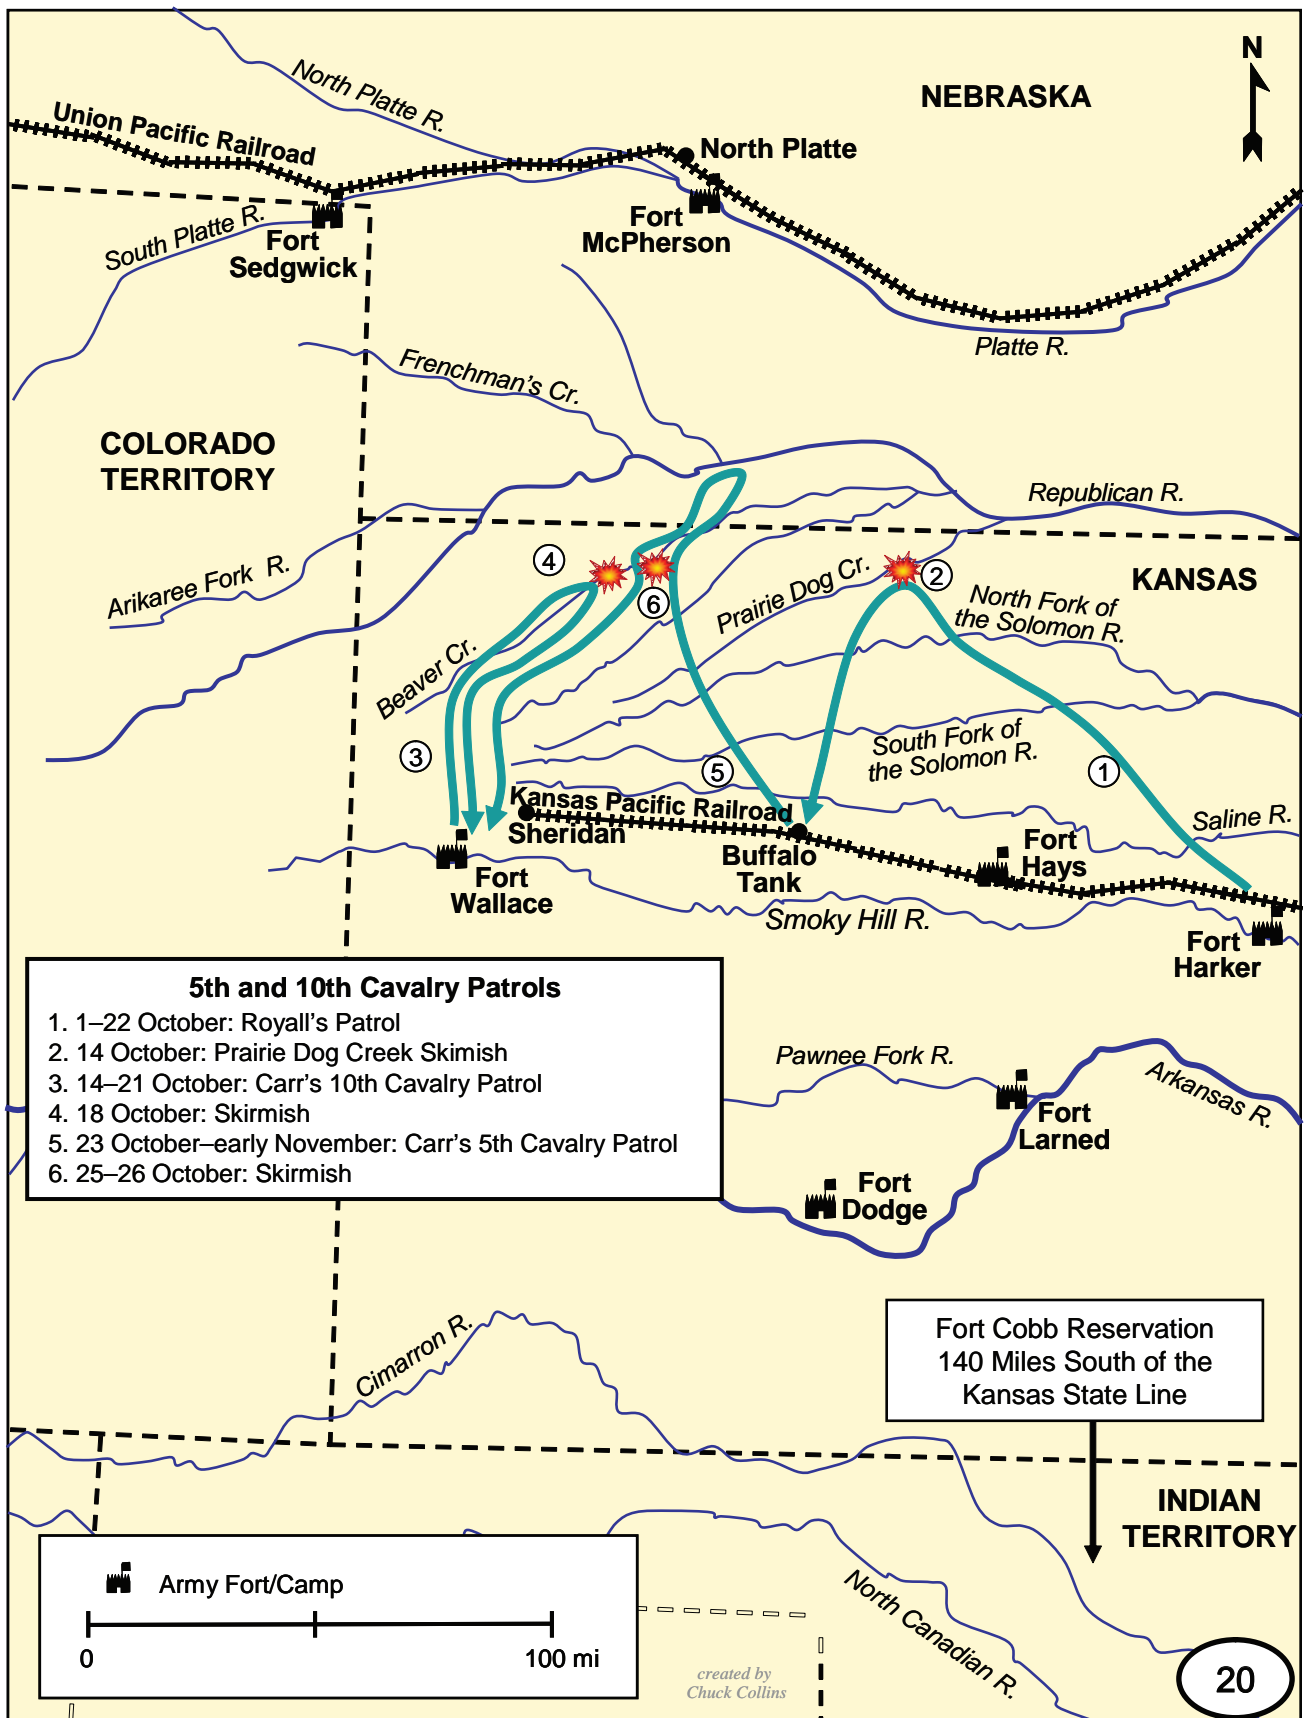 N
NEBRASKA
North Platte R.
Union Pacific Railroad
North Platte
Fort
McPherson
South Platte R.
Fort
Sedgwick
Platte R.
Frenchman's Cr.
COLORADO
TERRITORY
Republican R.
Arikaree Fork R.
4
6
2
KANSAS
Prairie Dog Cr.
North Fork of
the Solomon R.
Beaver Cr.
3
5
South Fork of
the Solomon R.
1
Kansas Pacific Railroad
Sheridan
Saline R.
Buffalo
Tank
Fort
Hays
Fort
Wallace
Smoky Hill R.
Fort
Harker
5th and 10th Cavalry Patrols
1. 1–22 October: Royall's Patrol
2. 14 October: Prairie Dog Creek Skimish
3. 14–21 October: Carr's 10th Cavalry Patrol
4. 18 October: Skirmish
5. 23 October–early November: Carr's 5th Cavalry Patrol
6. 25–26 October: Skirmish
Pawnee Fork R.
Arkansas R.
Fort
Larned
Fort
Dodge
Cimarron R.
Fort Cobb Reservation
140 Miles South of the
Kansas State Line
INDIAN
TERRITORY
Army Fort/Camp
0
100 mi
North Canadian R.
created by
Chuck Collins
20